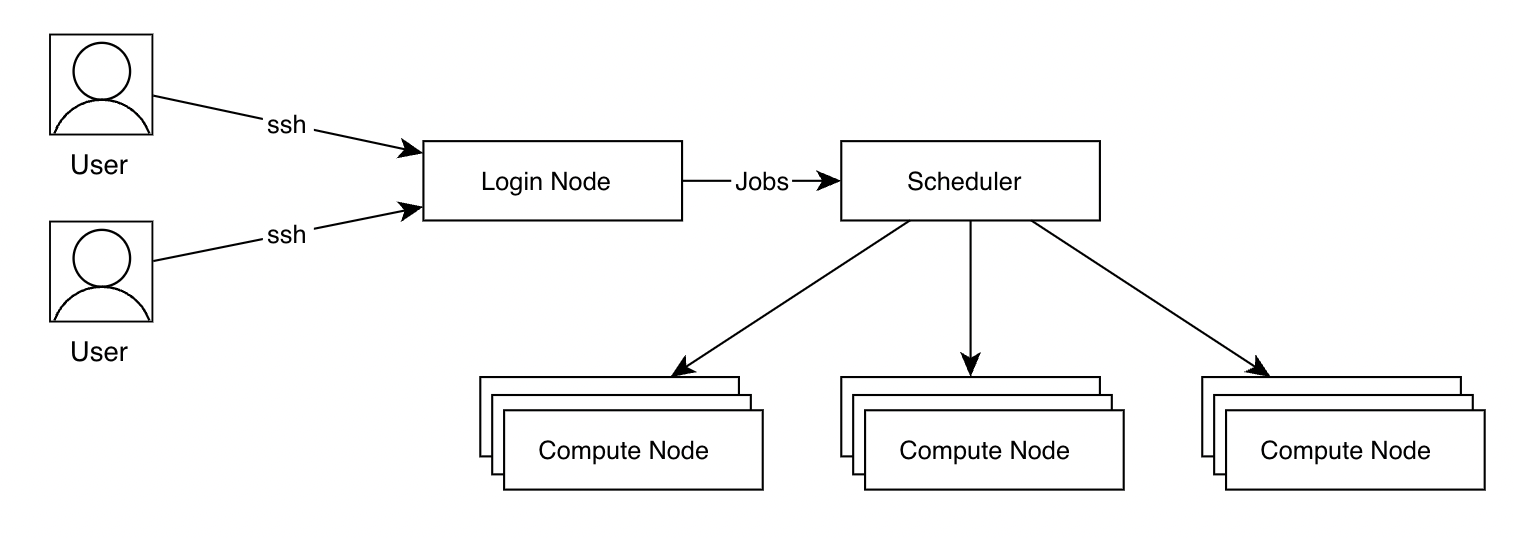 User
ssh
Login Node
Jobs
Scheduler
ssh
User
Compute Node
Compute Node
Compute Node